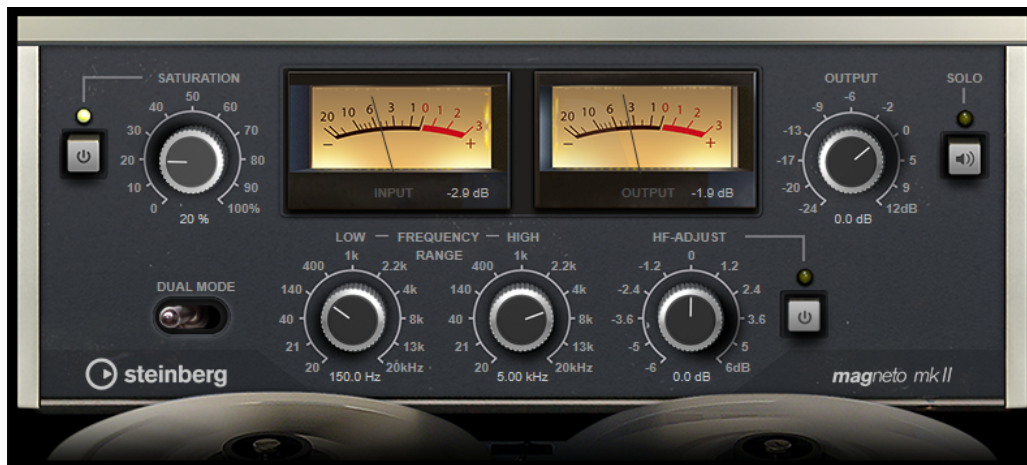 SATURATION
0 10 20 30 40 50 60 70 80 90 100%
20 %
20 10 6 3 1 0 1 2 3
- +
INPUT -2.9 dB
20 10 6 3 1 0 1 2 3
- +
OUTPUT -1.9 dB
OUTPUT
-24 -20 -17 -13 -9 -6 -2 0 5 9 12dB
0.0 dB
SOLO
LOW — FREQUENCY — HIGH
RANGE
20 21 40 140 400 1k 2.2k 4k 8k 13k 20kHz
150.0 Hz
20 21 40 140 400 1k 2.2k 4k 8k 13k 20kHz
5.00 kHz
HF-ADJUST
-6 -5 -3.6 -2.4 -1.2 0 1.2 2.4 3.6 5 6dB
0.0 dB
DUAL MODE
steinberg
magneto mkII